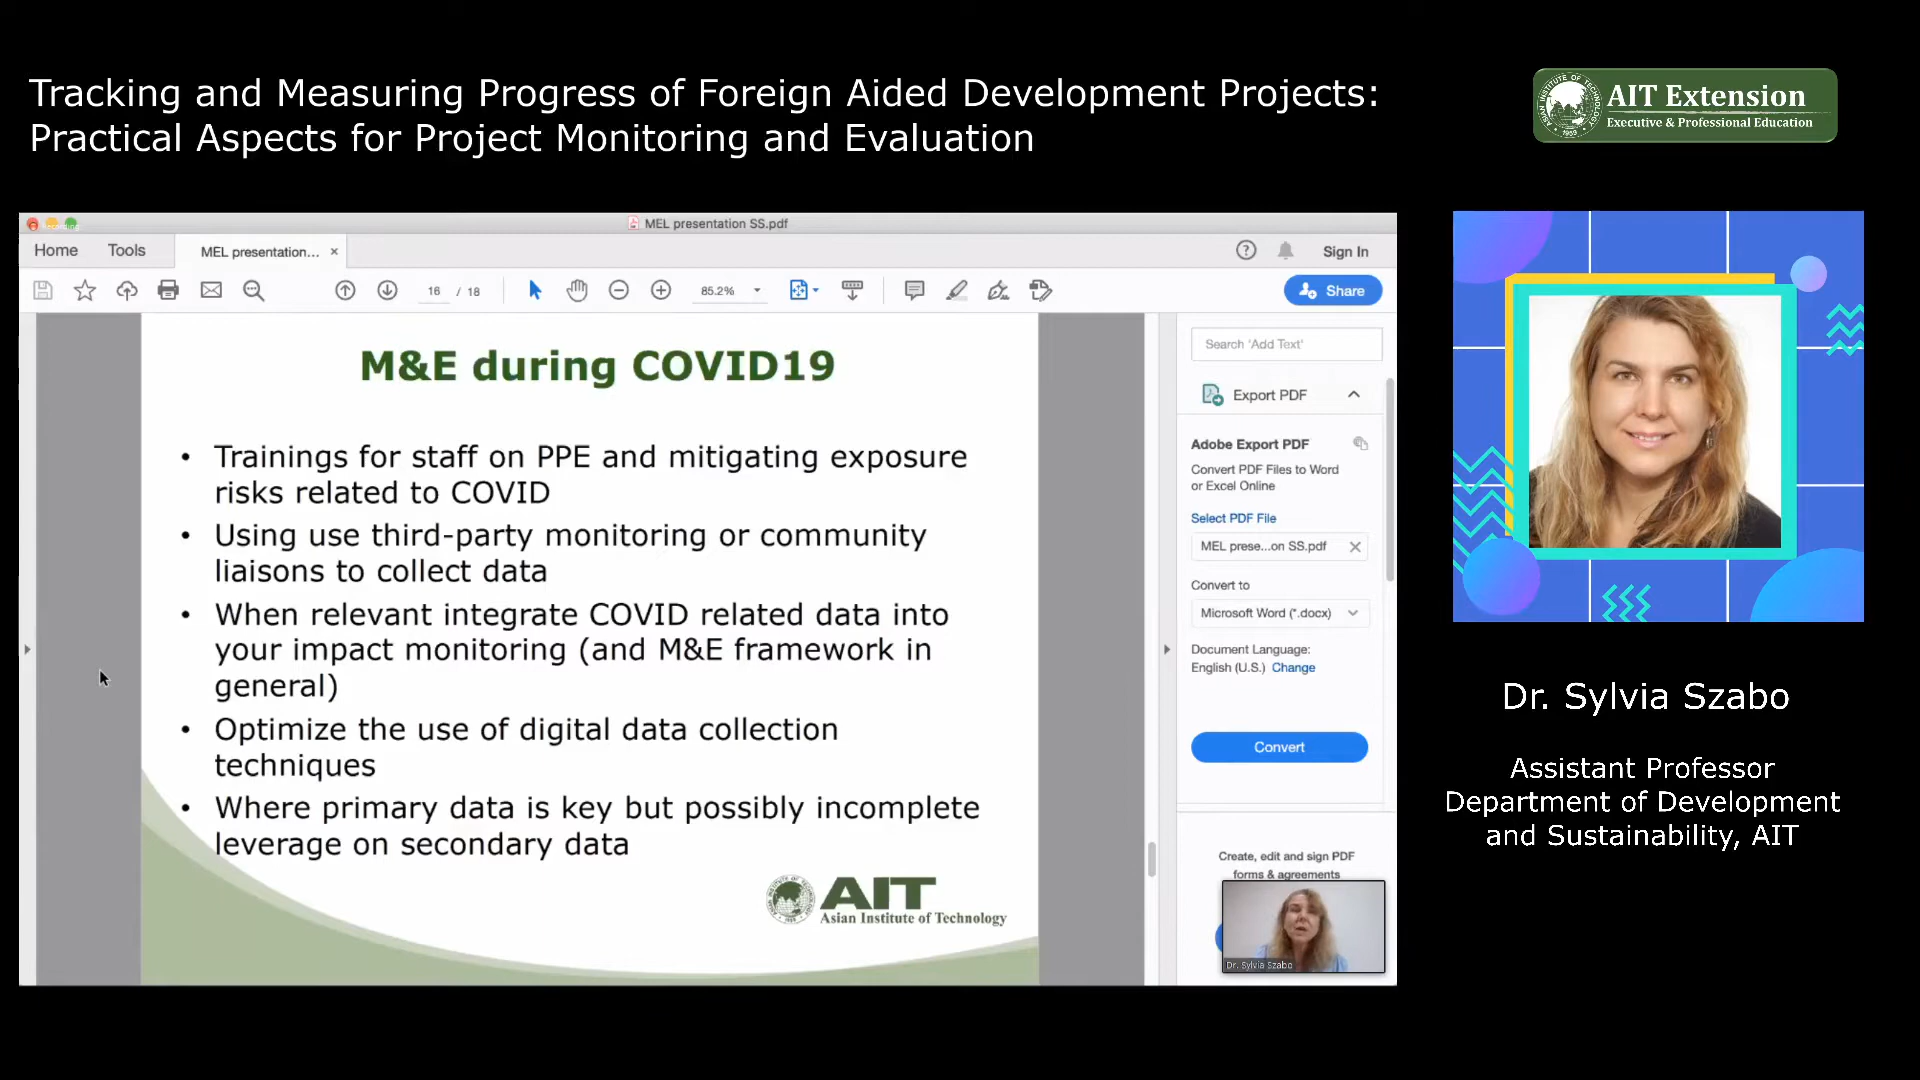 Tracking and Measuring Progress of Foreign Aided Development Projects:
Practical Aspects for Project Monitoring and Evaluation
ASIAN INSTITUTE OF TECHNOLOGY
1959
AIT Extension
Executive & Professional Education
MEL presentation SS.pdf
Home
Tools
MEL presentation...
Sign In
16 / 18
85.2%
Share
M&E during COVID19
• Trainings for staff on PPE and mitigating exposure
risks related to COVID
• Using use third-party monitoring or community
liaisons to collect data
• When relevant integrate COVID related data into
your impact monitoring (and M&E framework in
general)
• Optimize the use of digital data collection
techniques
• Where primary data is key but possibly incomplete
leverage on secondary data
AIT
Asian Institute of Technology
Search 'Add Text'
Export PDF
Adobe Export PDF
Convert PDF Files to Word
or Excel Online
Select PDF File
MEL prese...on SS.pdf
Convert to
Microsoft Word (*.docx)
Document Language:
English (U.S.) Change
Convert
Create, edit and sign PDF
forms & agreements
Dr. Sylvia Szabo
Dr. Sylvia Szabo
Assistant Professor
Department of Development
and Sustainability, AIT